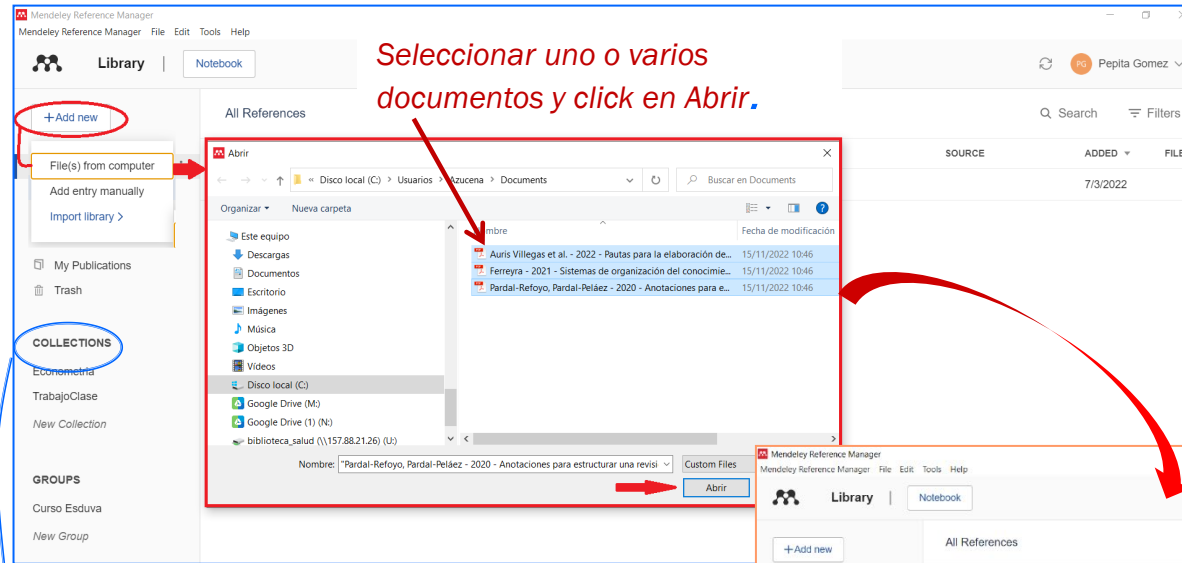 Mendeley Reference Manager
Mendeley Reference Manager File Edit Tools Help
Library | Notebook
PG Pepita Gomez
Seleccionar uno o varios
documentos y click en Abrir.
+Add new
All References
Search Filters
File(s) from computer
Add entry manually
Import library >
My Publications
Trash
COLLECTIONS
Econometría
TrabajoClase
New Collection
GROUPS
Curso Esduva
New Group
SOURCE ADDED FILE
7/3/2022
Abrir
« Disco local (C:) > Usuarios > Azucena > Documents
Buscar en Documents
Organizar Nueva carpeta
Este equipo
Descargas
Documentos
Escritorio
Imágenes
Música
Objetos 3D
Vídeos
Disco local (C:)
Google Drive (M:)
Google Drive (1) (N:)
biblioteca_salud (\\157.88.21.26) (U:)
mbre Fecha de modificación
Auris Villegas et al. - 2022 - Pautas para la elaboración de... 15/11/2022 10:46
Ferreyra - 2021 - Sistemas de organización del conocimie... 15/11/2022 10:46
Pardal-Refoyo, Pardal-Peláez - 2020 - Anotaciones para e... 15/11/2022 10:46
Nombre: "Pardal-Refoyo, Pardal-Peláez - 2020 - Anotaciones para estructurar una revisi Custom Files
Abrir
Mendeley Reference Manager
Mendeley Reference Manager File Edit Tools Help
Library | Notebook
+Add new
All References